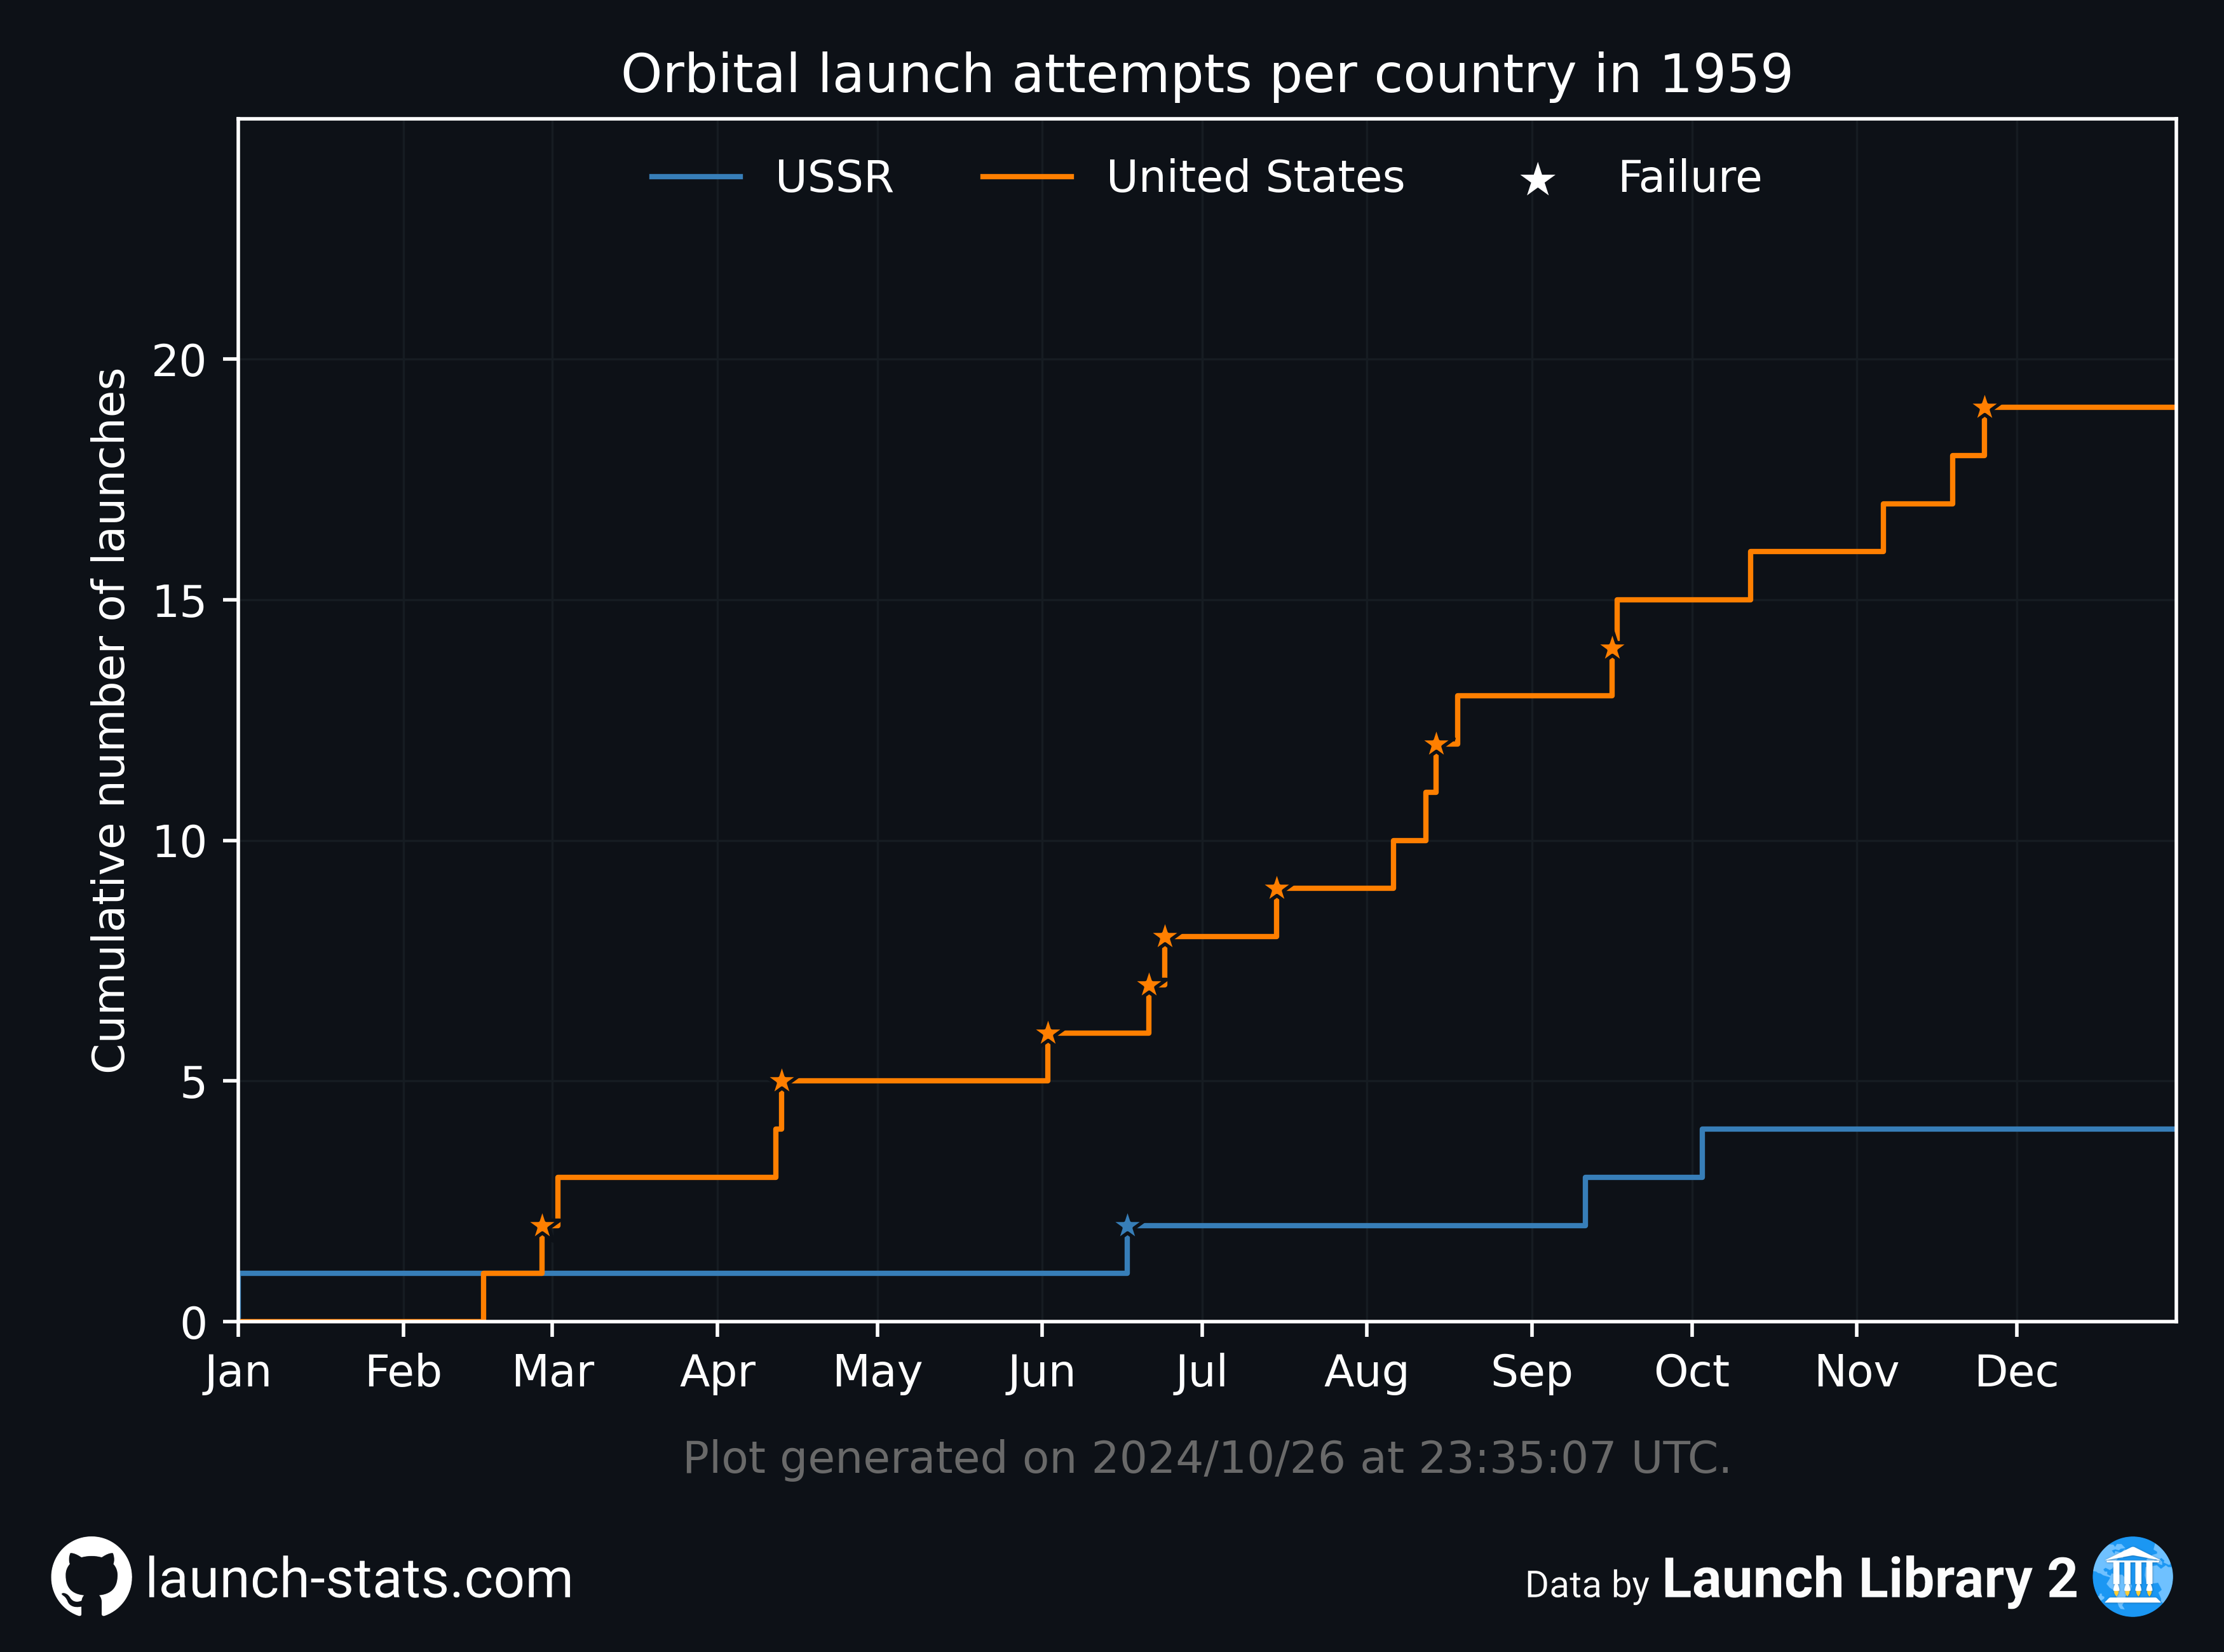 Orbital launch attempts per country in 1959
USSR
United States
Failure
Cumulative number of launches
20
15
10
5
0
Jan Feb Mar Apr May Jun Jul Aug Sep Oct Nov Dec
Plot generated on 2024/10/26 at 23:35:07 UTC.
launch-stats.com
Data by Launch Library 2